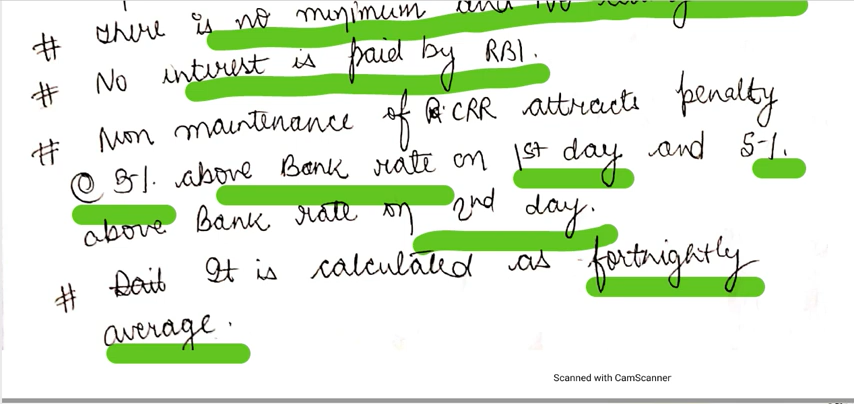 # There is no minimum and no
# No interest is paid by RBI.
# Non maintenance of CRR attracts penalty
@ 3%. above Bank rate on 1st day and 5%.
above Bank rate on 2nd day.
# Dail It is calculated as fortnightly
average.
Scanned with CamScanner